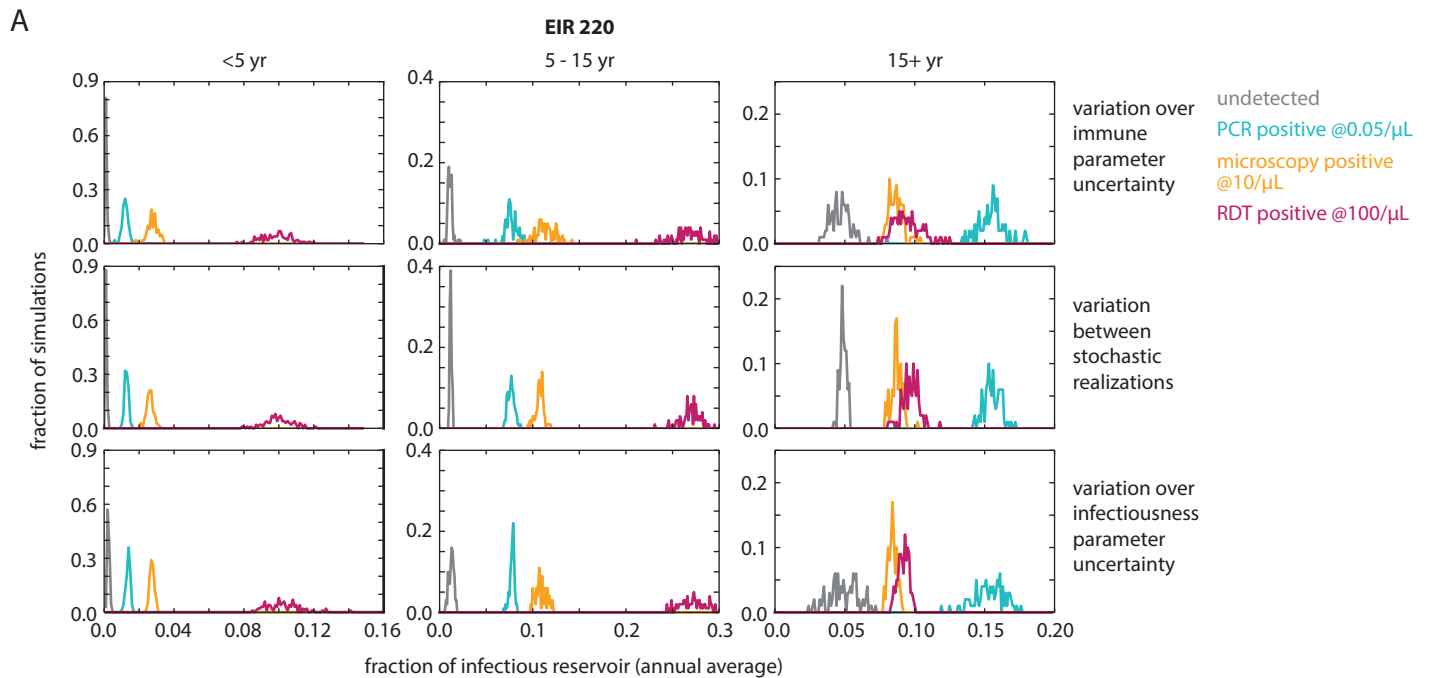 A
EIR 220
<5 yr
5 - 15 yr
15+ yr
0.9
0.6
0.3
0.0
0.4
0.2
0.0
0.2
0.1
0.0
variation over
immune
parameter
uncertainty
undetected
PCR positive @0.05/µL
microscopy positive
@10/µL
RDT positive @100/µL
fraction of simulations
0.9
0.6
0.3
0.0
0.4
0.2
0.0
0.2
0.1
0.0
variation
between
stochastic
realizations
0.9
0.6
0.3
0.0
0.4
0.2
0.0
0.2
0.1
0.0
variation over
infectiousness
parameter
uncertainty
0.0 0.04 0.08 0.12 0.16
0.0 0.1 0.2 0.3
0.0 0.05 0.10 0.15 0.20
fraction of infectious reservoir (annual average)